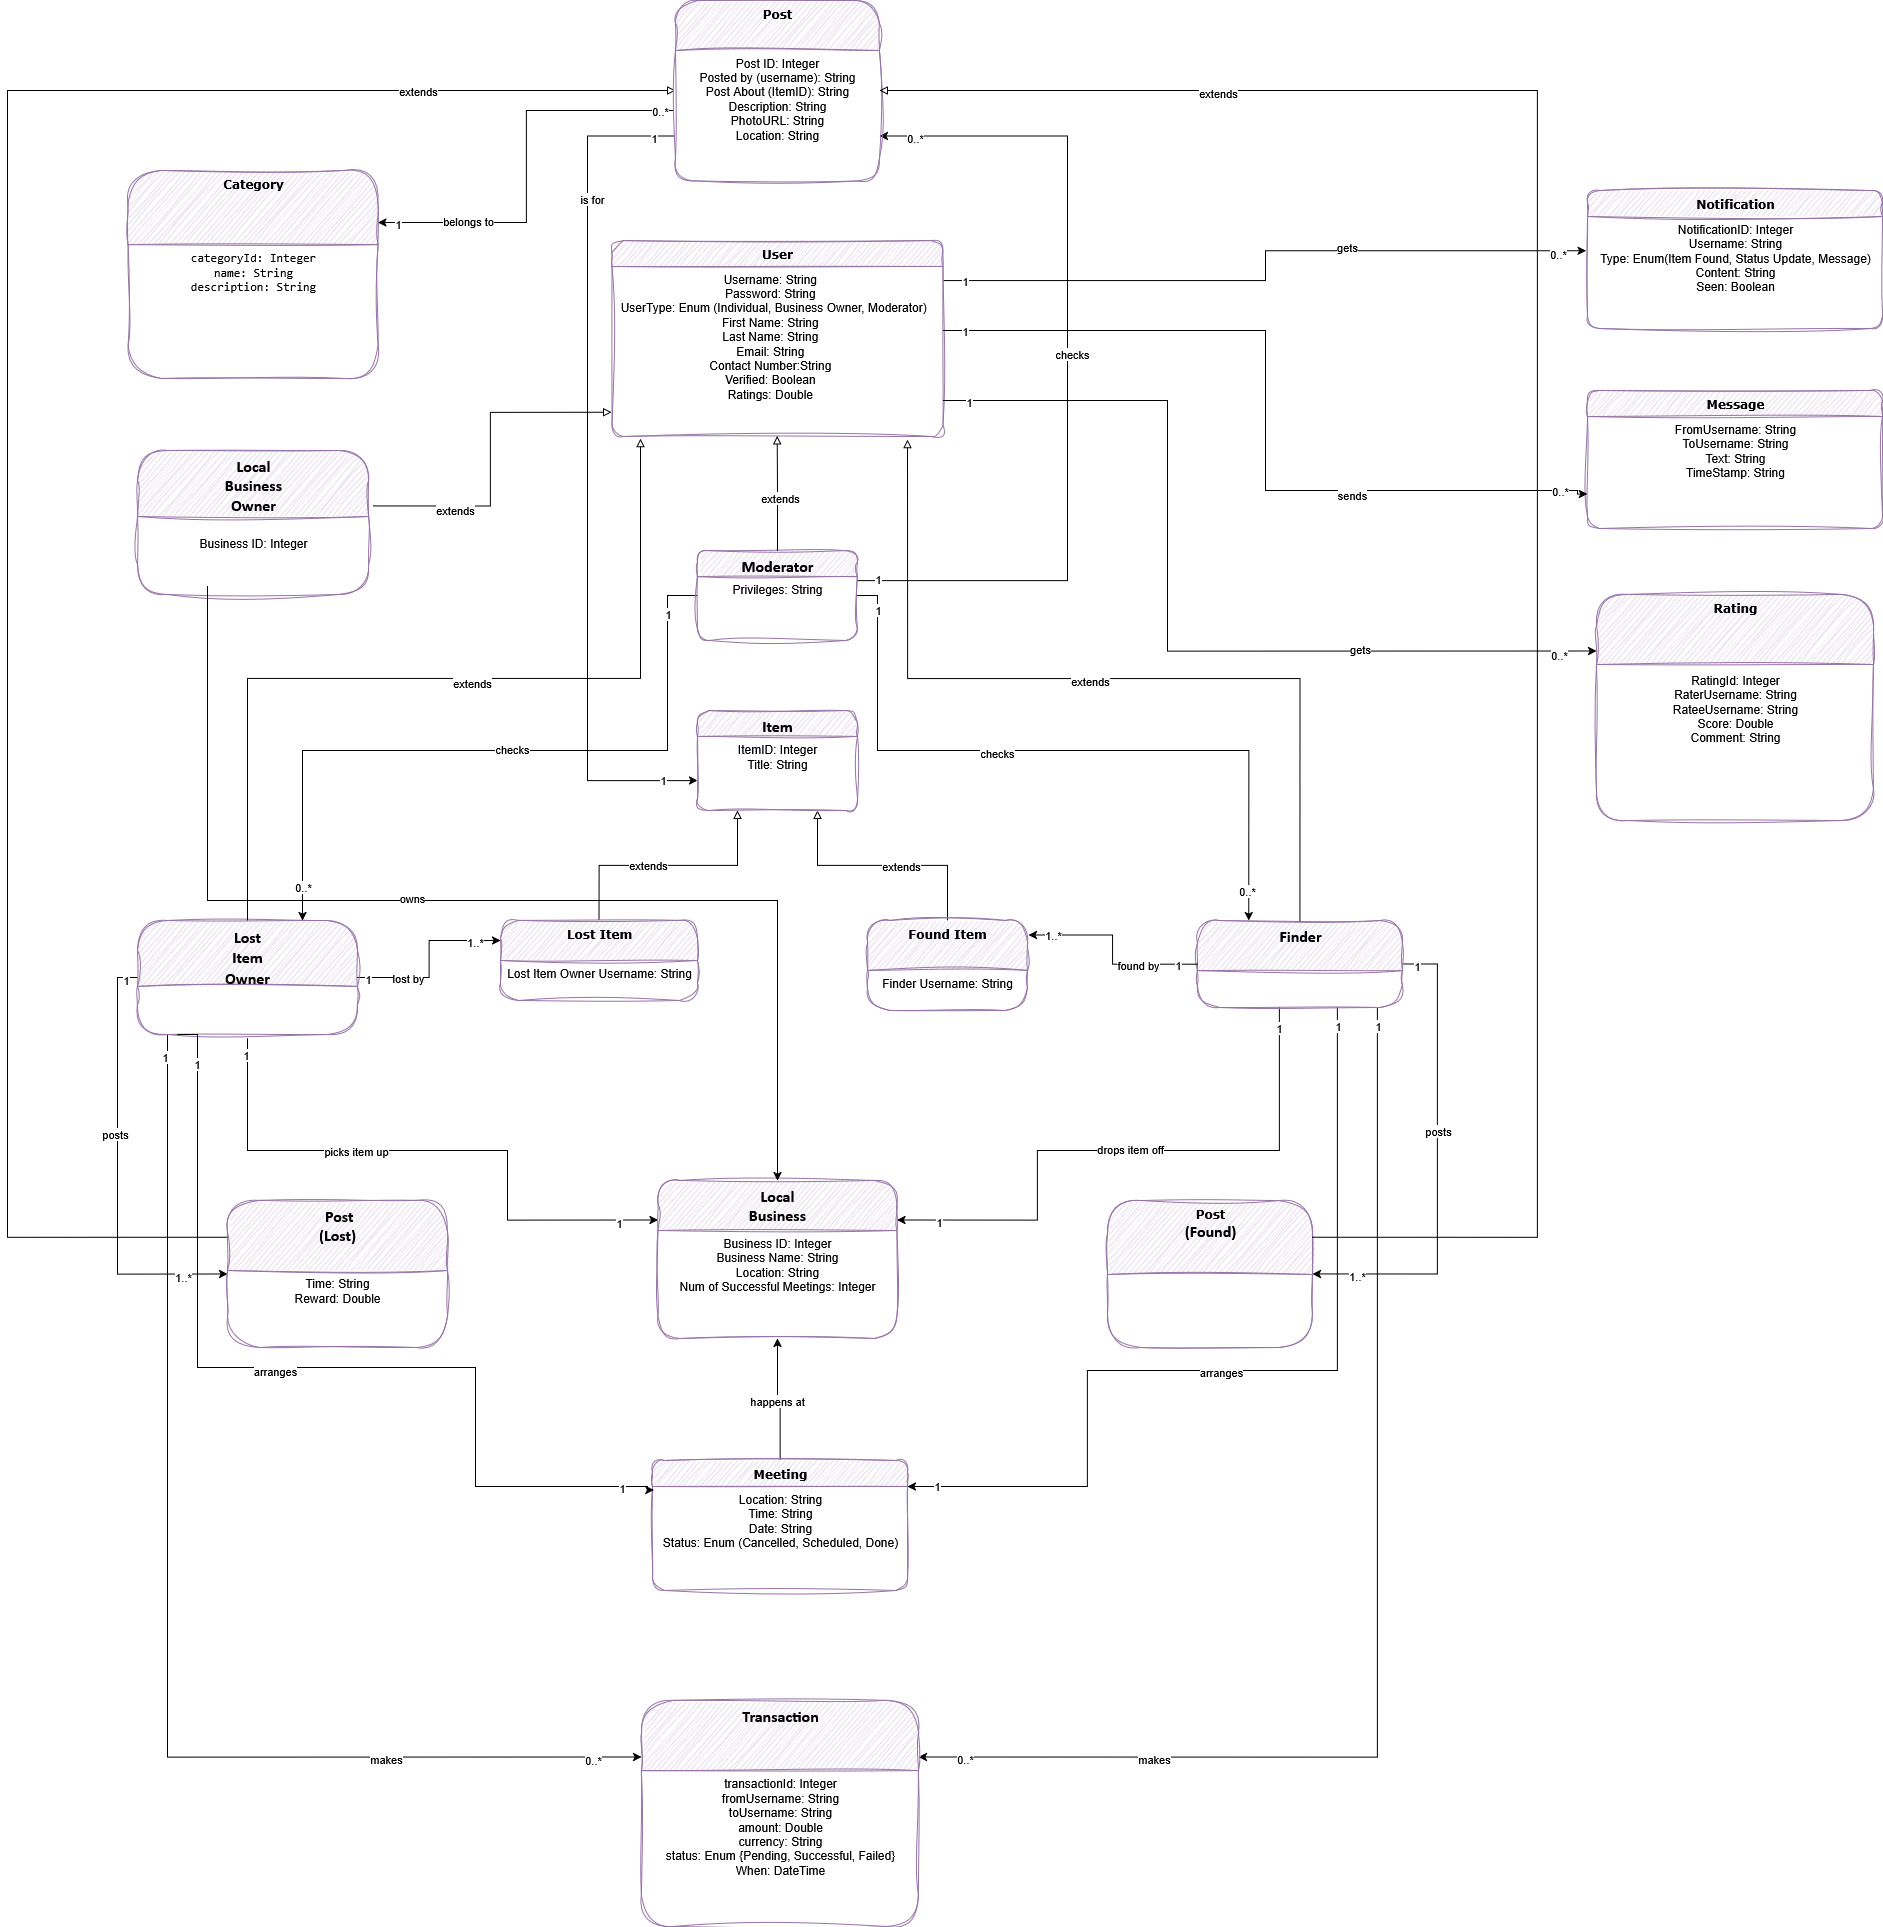 Post
Post ID: Integer
Posted by (username): String
Post About (ItemID): String
Description: String
PhotoURL: String
Location: String
extends
extends
0..*
1
0..*
is for
Category
categoryId: Integer
name: String
description: String
1
belongs to
User
Username: String
Password: String
UserType: Enum (Individual, Business Owner, Moderator)
First Name: String
Last Name: String
Email: String
Contact Number:String
Verified: Boolean
Ratings: Double
1
gets
0..*
1
sends
0..*
1
gets
0..*
checks
Notification
NotificationID: Integer
Username: String
Type: Enum(Item Found, Status Update, Message)
Content: String
Seen: Boolean
Message
FromUsername: String
ToUsername: String
Text: String
TimeStamp: String
Rating
RatingId: Integer
RaterUsername: String
RateeUsername: String
Score: Double
Comment: String
Local
Business
Owner
Business ID: Integer
extends
extends
Moderator
Privileges: String
1
1
1
extends
extends
Item
ItemID: Integer
Title: String
checks
checks
1
extends
extends
0..*
0..*
owns
Lost
Item
Owner
1
lost by
1..*
Lost Item
Lost Item Owner Username: String
Found Item
Finder Username: String
1..*
found by
1
Finder
1
1
1
1
1
1
1
1
posts
posts
picks item up
drops item off
Local
Business
Business ID: Integer
Business Name: String
Location: String
Num of Successful Meetings: Integer
1
1
Post
(Lost)
Time: String
Reward: Double
1..*
Post
(Found)
1..*
arranges
arranges
happens at
Meeting
Location: String
Time: String
Date: String
Status: Enum (Cancelled, Scheduled, Done)
1
1
Transaction
transactionId: Integer
fromUsername: String
toUsername: String
amount: Double
currency: String
status: Enum {Pending, Successful, Failed}
When: DateTime
makes
0..*
0..*
makes